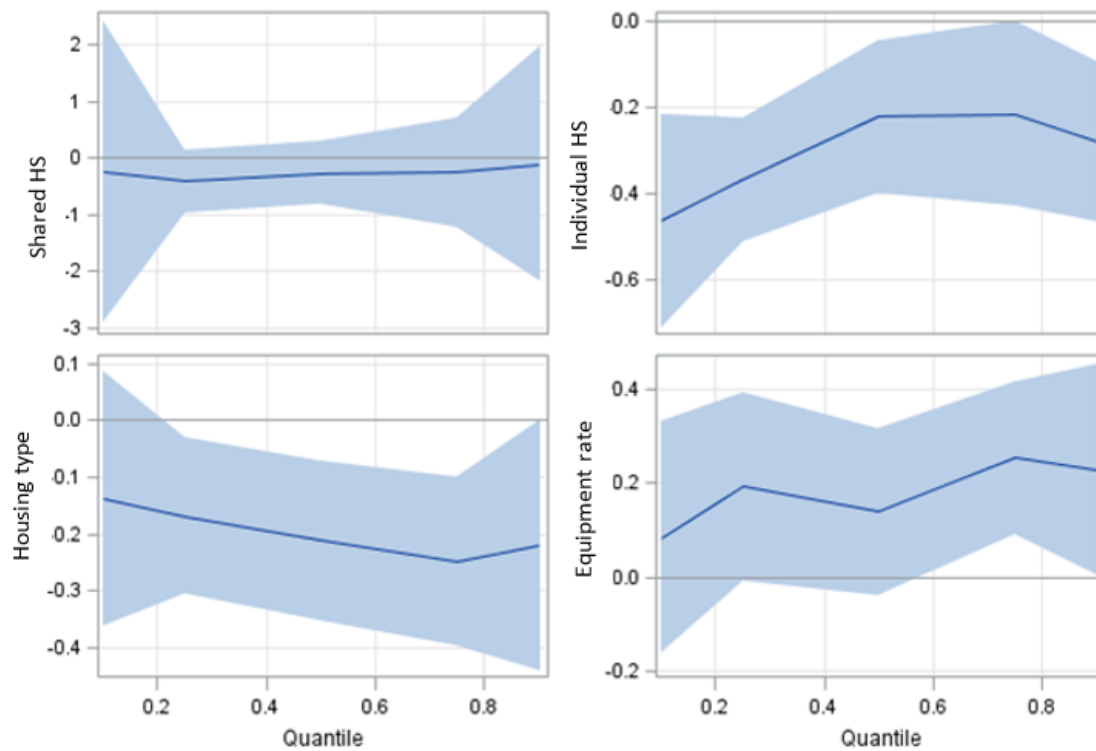 Shared HS
2
1
0
-1
-2
-3
Individual HS
0.0
-0.2
-0.4
-0.6
Housing type
0.1
0.0
-0.1
-0.2
-0.3
-0.4
0.2 0.4 0.6 0.8
Quantile
Equipment rate
0.4
0.2
0.0
-0.2
0.2 0.4 0.6 0.8
Quantile